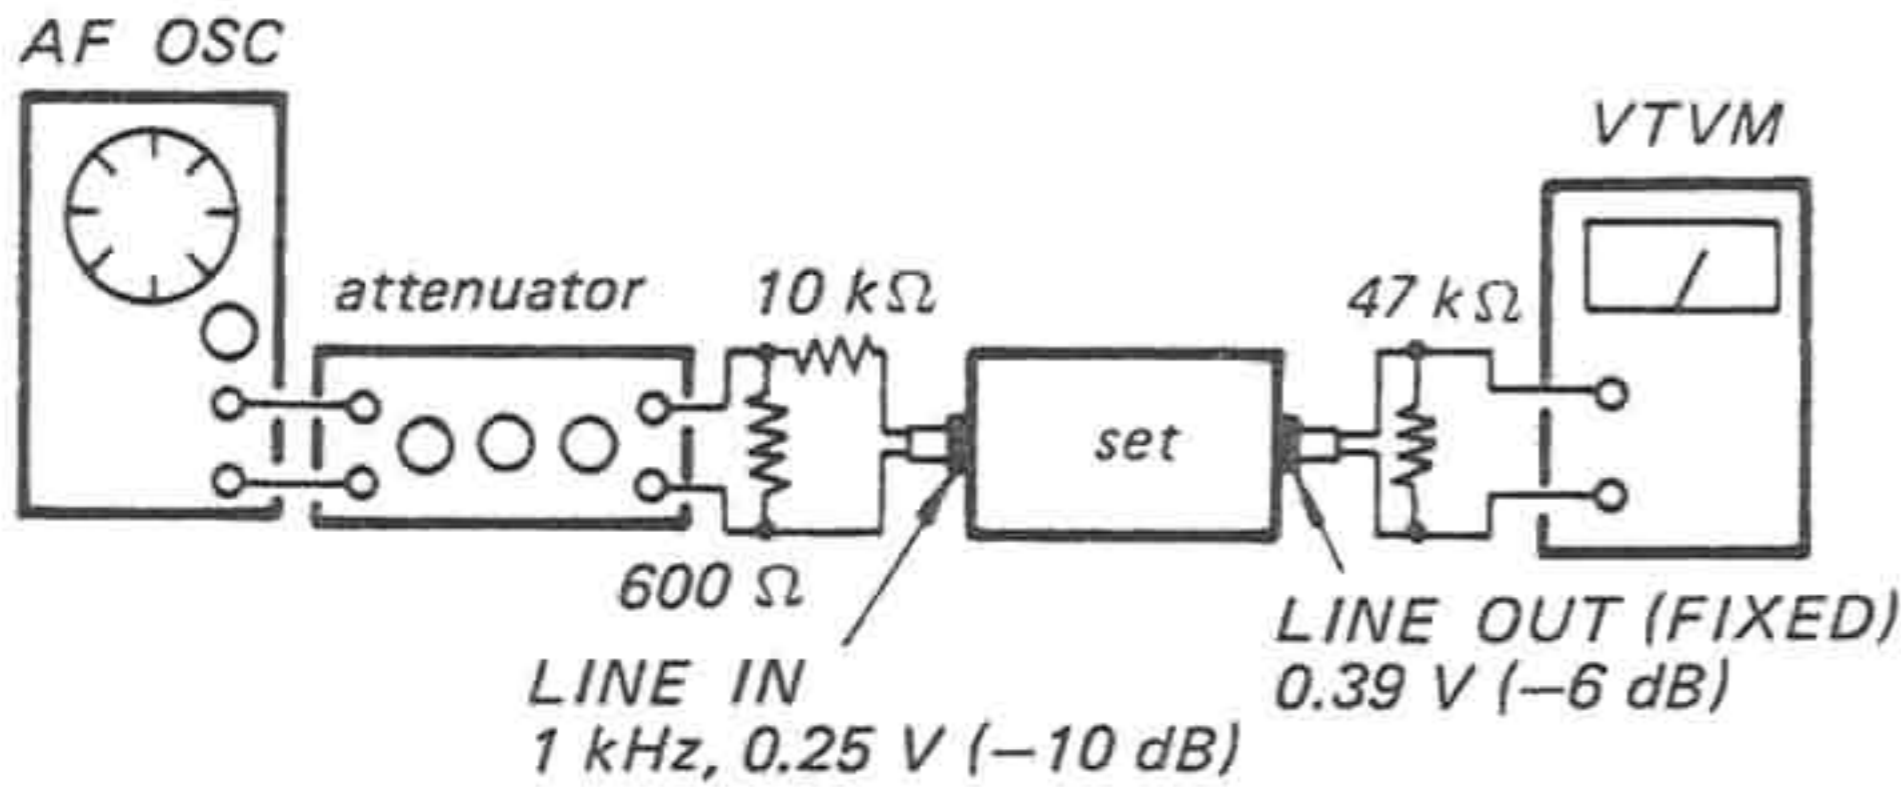 AF OSC
VTVM
attenuator
10 kΩ
47 kΩ
set
600 Ω
LINE IN
1 kHz, 0.25 V (−10 dB)
LINE OUT (FIXED)
0.39 V (−6 dB)